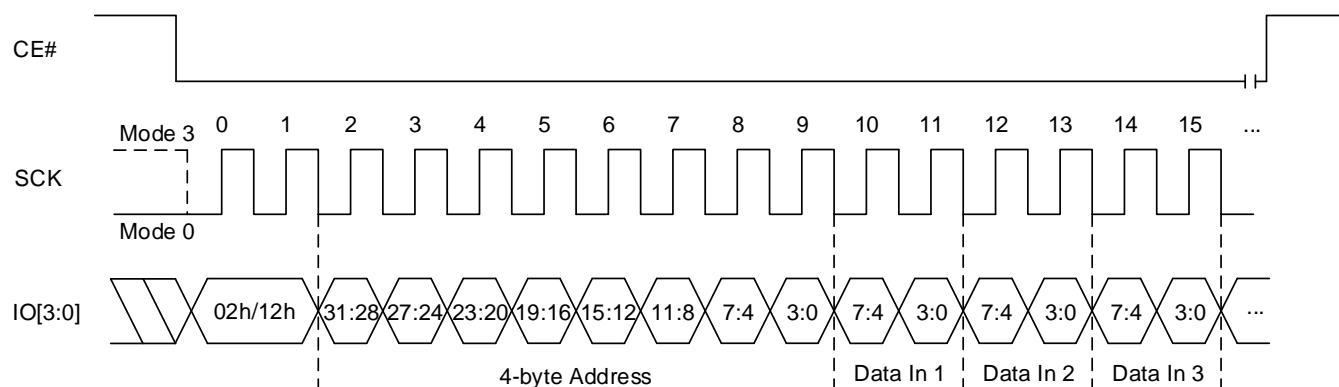 CE#
0 1 2 3 4 5 6 7 8 9 10 11 12 13 14 15 ...
Mode 3
SCK
Mode 0
IO[3:0] 02h/12h 31:28 27:24 23:20 19:16 15:12 11:8 7:4 3:0 7:4 3:0 7:4 3:0 7:4 3:0 ...
4-byte Address Data In 1 Data In 2 Data In 3